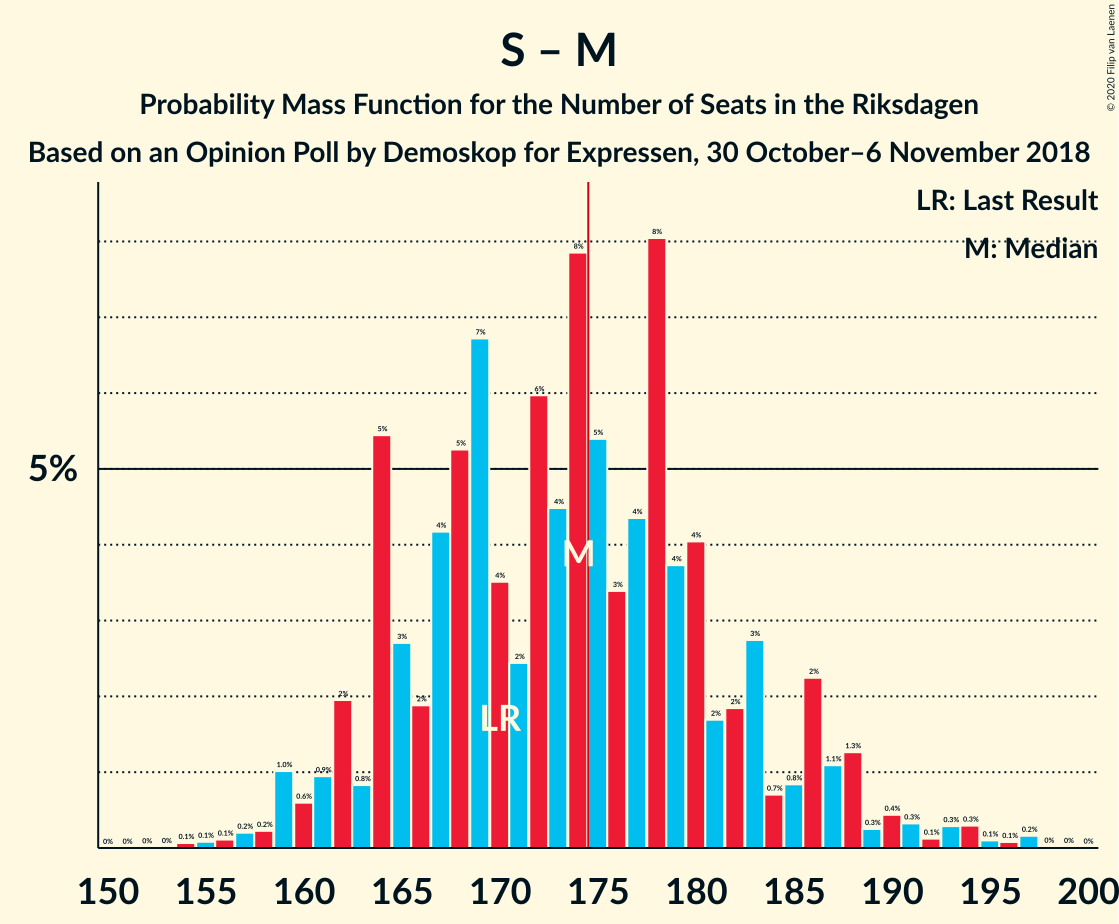 S – M
Probability Mass Function for the Number of Seats in the Riksdagen
Based on an Opinion Poll by Demoskop for Expressen, 30 October–6 November 2018
© 2020 Filip van Laenen
LR: Last Result
M: Median
5%
0% 0% 0% 0% 0.1% 0.1% 0.1% 0.2% 0.2% 1.0% 0.6% 0.9% 2% 0.8% 5% 3% 2% 4% 5% 7% 4% 2% 6% 4% 8% 5% 3% 4% 8% 4% 4% 2% 2% 3% 0.7% 0.8% 2% 1.1% 1.3% 0.3% 0.4% 0.3% 0.1% 0.3% 0.3% 0.1% 0.1% 0.2% 0% 0% 0%
M
LR
150 155 160 165 170 175 180 185 190 195 200